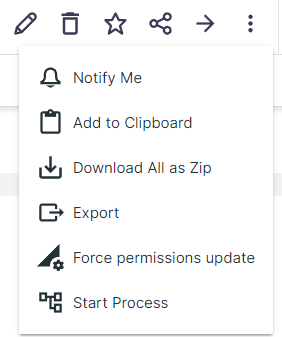 Notify Me
Add to Clipboard
Download All as Zip
Export
Force permissions update
Start Process